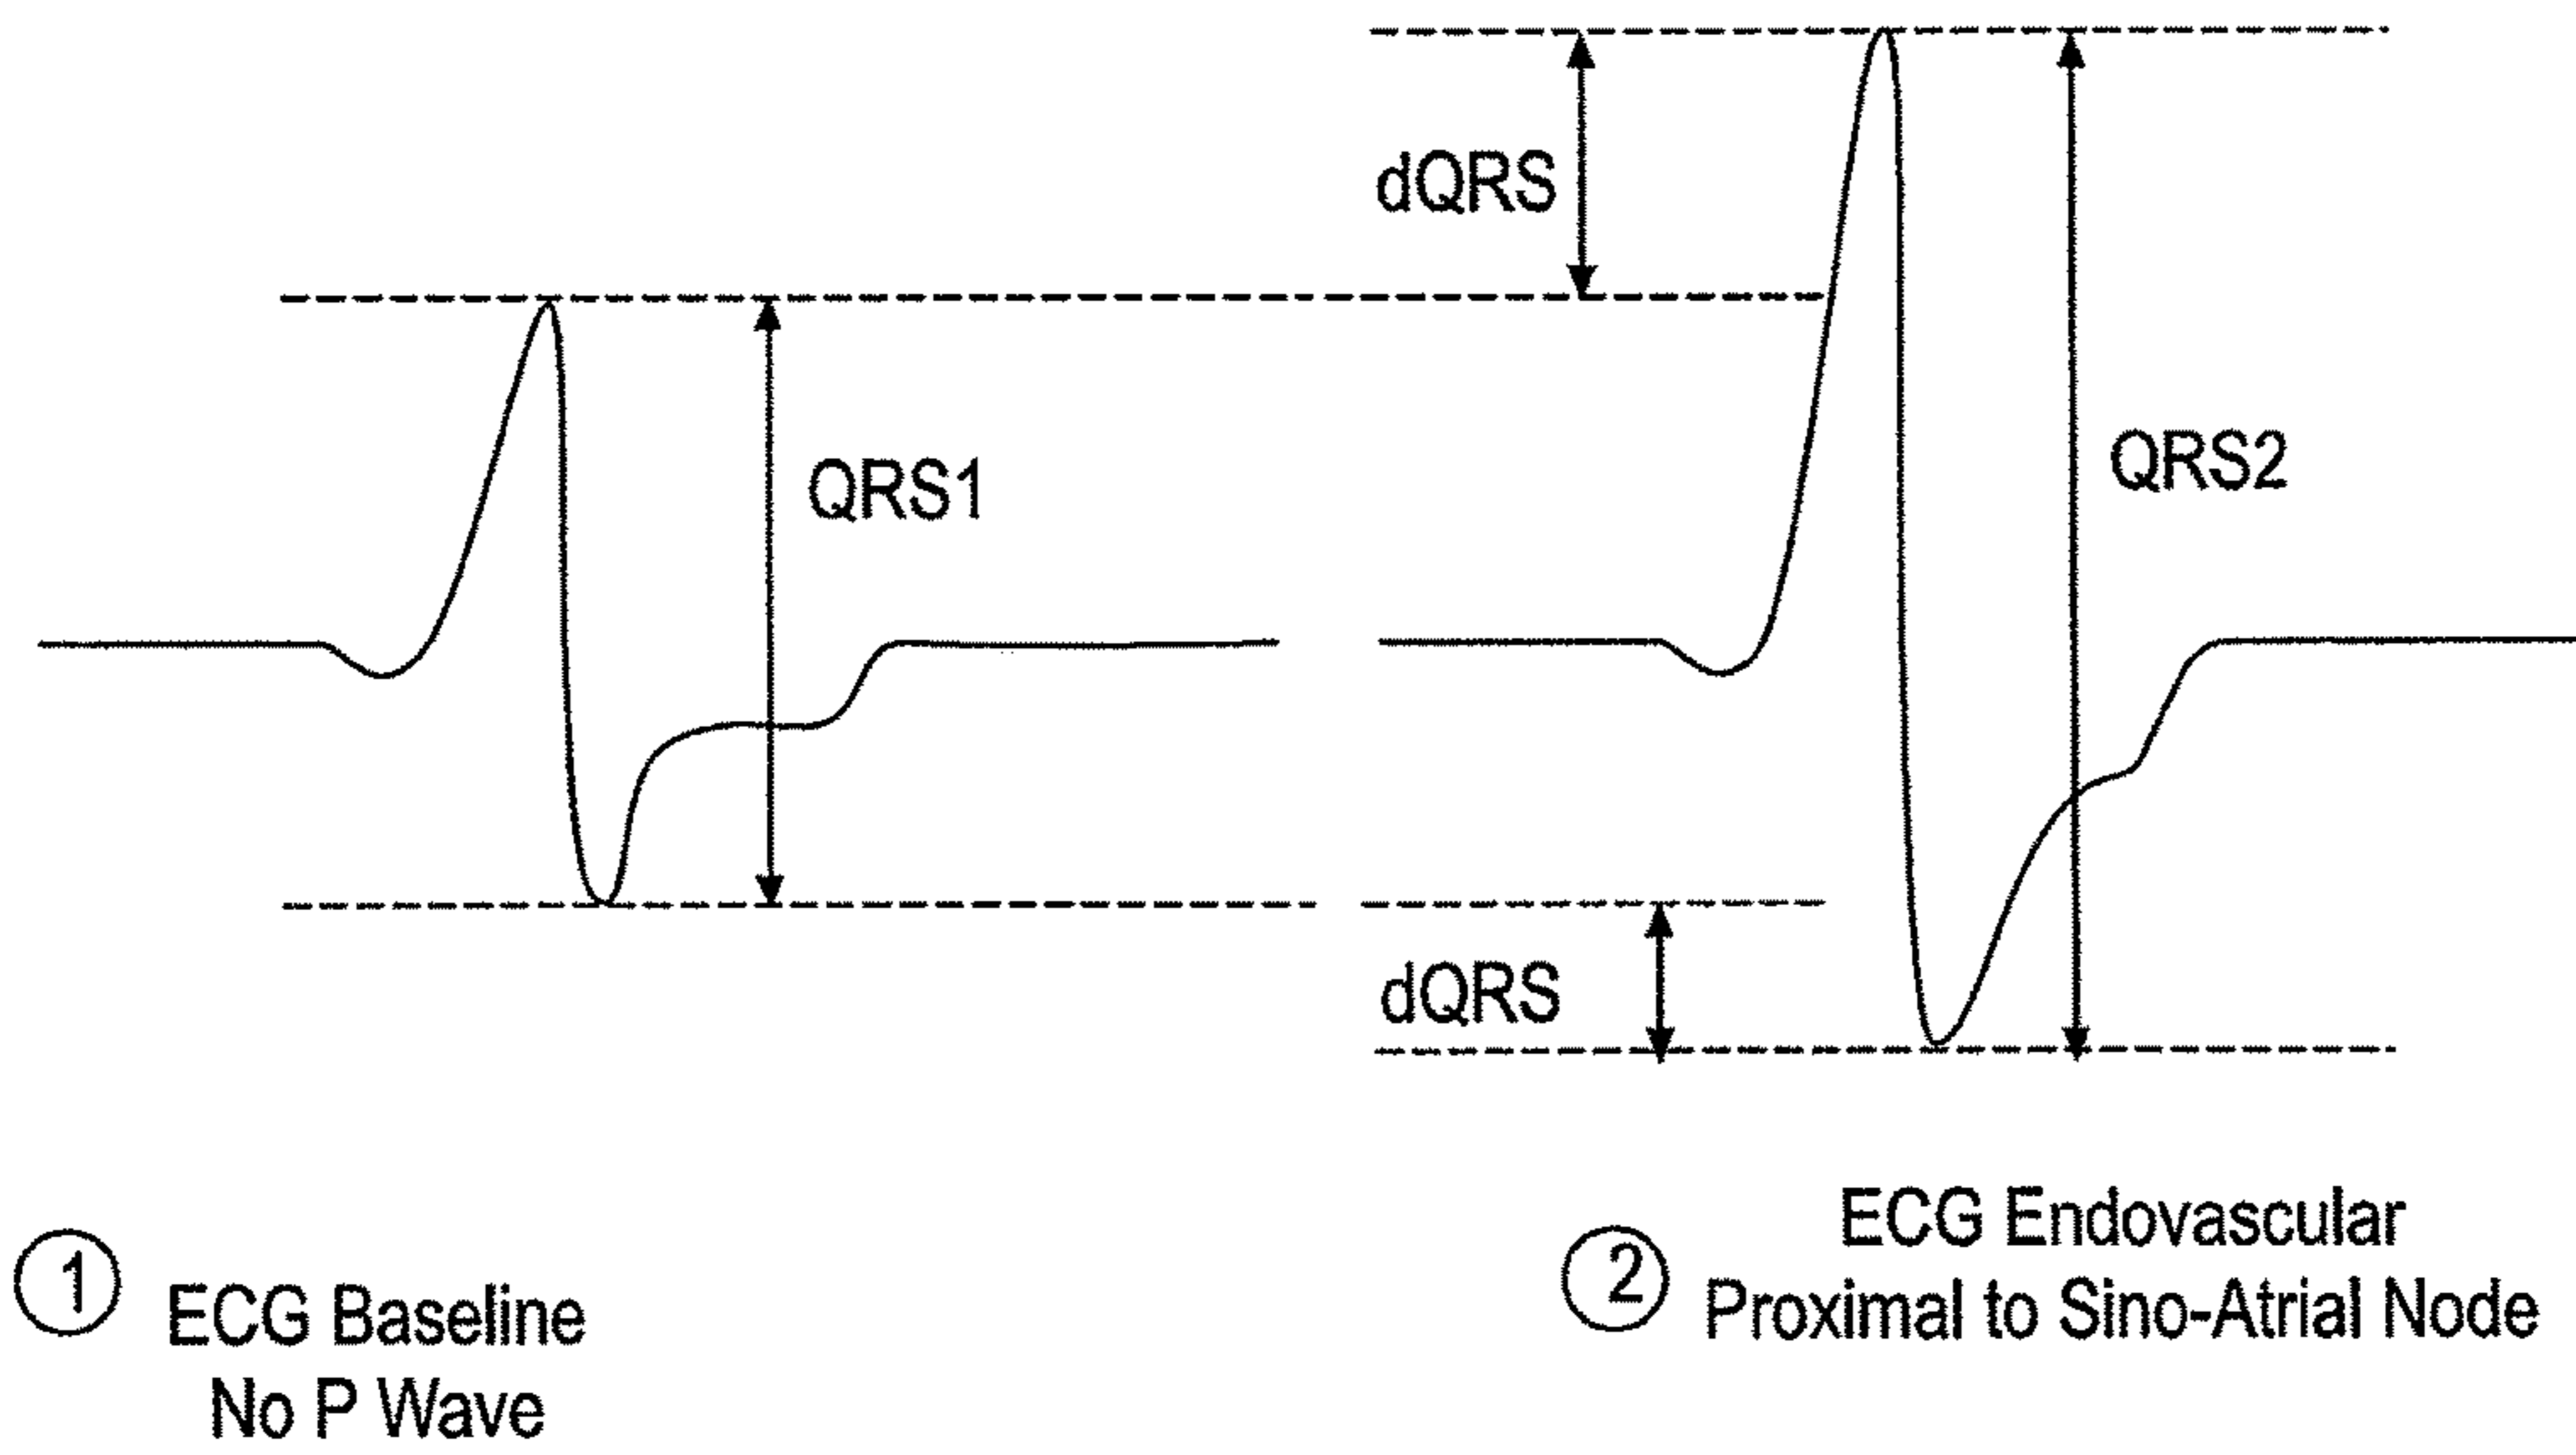 dQRS
QRS1
QRS2
dQRS
1
ECG Baseline
No P Wave
2
ECG Endovascular
Proximal to Sino-Atrial Node